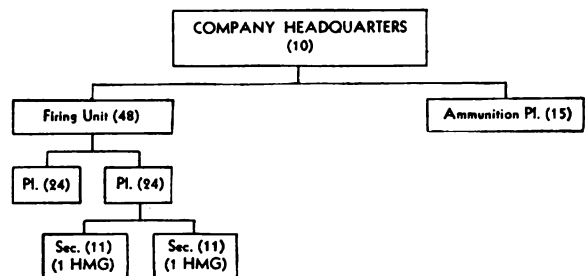 COMPANY HEADQUARTERS
(10)
Firing Unit (48)
Ammunition Pl. (15)
Pl. (24)
Pl. (24)
Sec. (11)
(1 HMG)
Sec. (11)
(1 HMG)